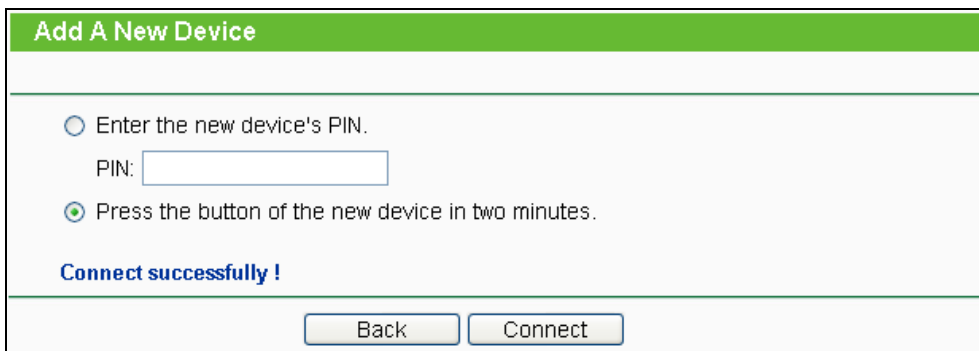 Add A New Device
Enter the new device's PIN.
PIN:
Press the button of the new device in two minutes.
Connect successfully !
Back Connect